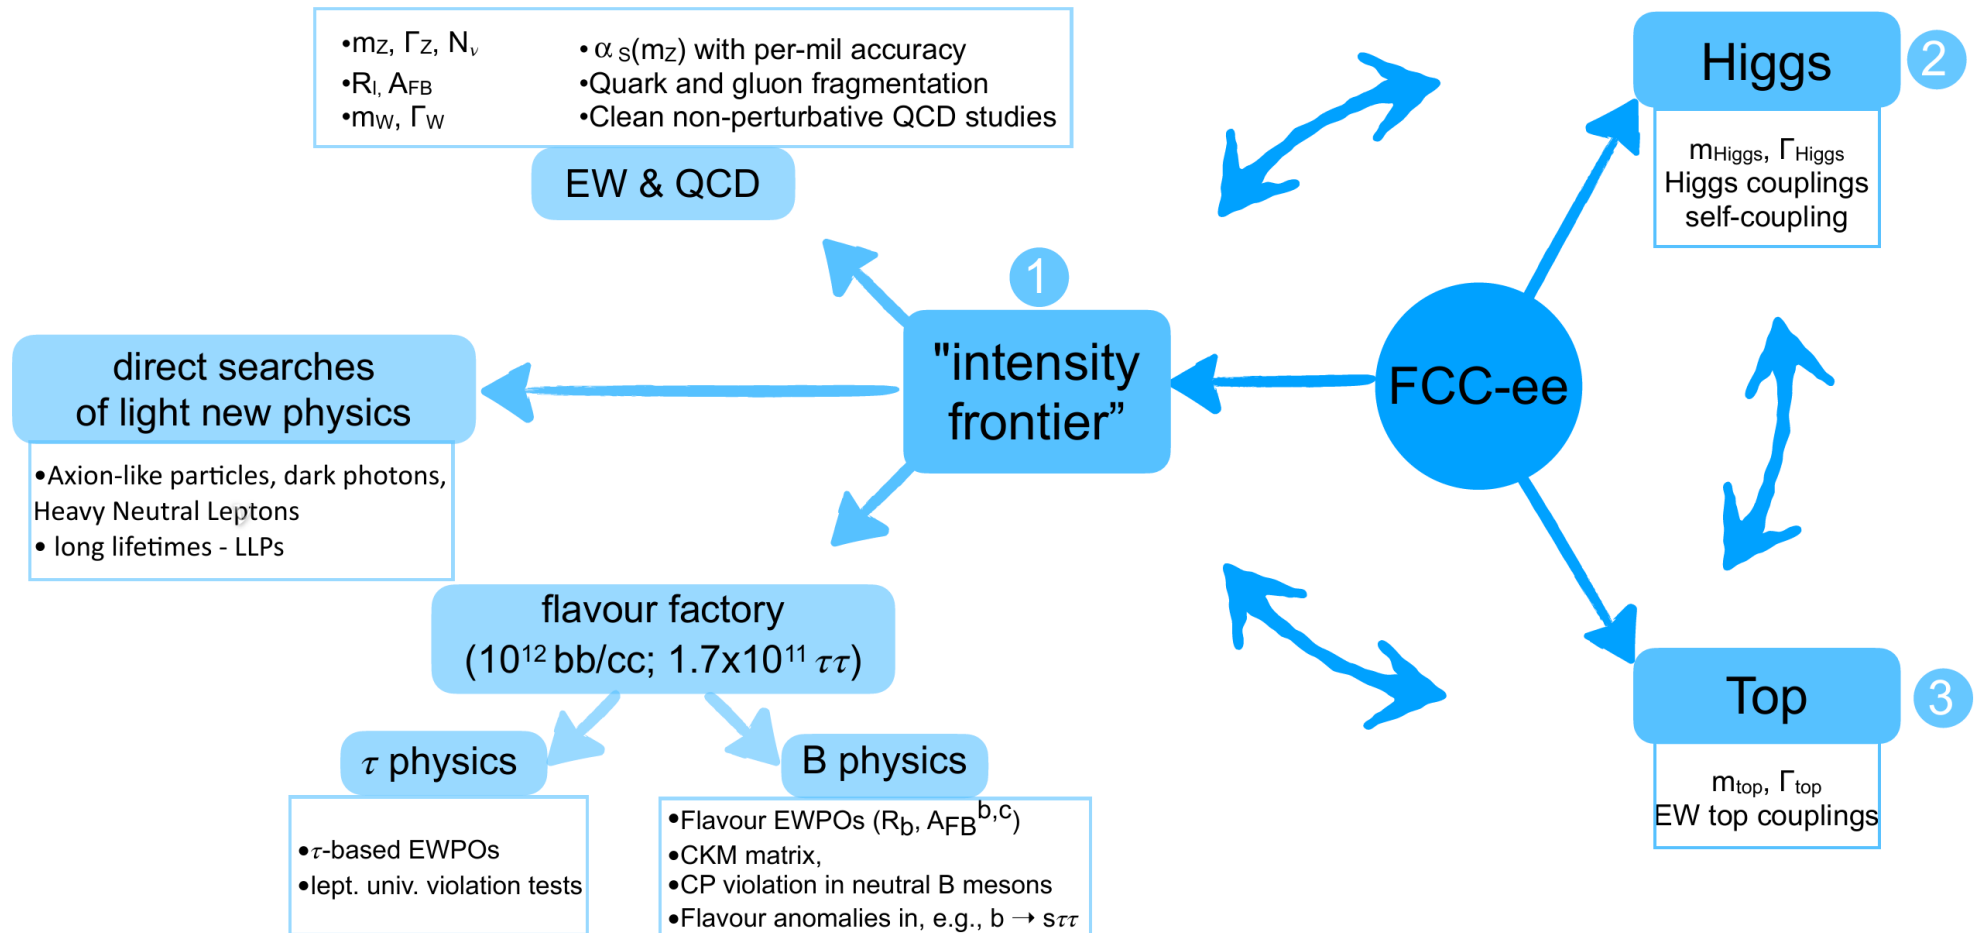 •mZ, ΓZ, Nν
•Rl, AFB
•mW, ΓW
•αS(mZ) with per-mil accuracy
•Quark and gluon fragmentation
•Clean non-perturbative QCD studies
EW & QCD
Higgs
2
mHiggs, ΓHiggs
Higgs couplings
self-coupling
1
"intensity
frontier”
FCC-ee
direct searches
of light new physics
•Axion-like particles, dark photons,
Heavy Neutral Leptons
• long lifetimes - LLPs
flavour factory
(10¹² bb/cc; 1.7x10¹¹ ττ)
τ physics
•τ-based EWPOs
•lept. univ. violation tests
B physics
•Flavour EWPOs (Rb, AFBb,c)
•CKM matrix,
•CP violation in neutral B mesons
•Flavour anomalies in, e.g., b → sττ
Top
3
mtop, Γtop
EW top couplings